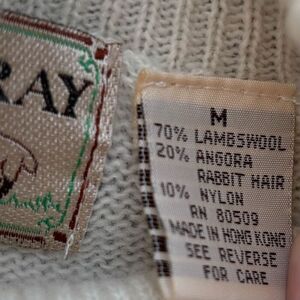 RAY
M
70% LAMBSWOOL
20% ANGORA
RABBIT HAIR
10% NYLON
RN 80509
MADE IN HONG KONG
SEE REVERSE
FOR CARE